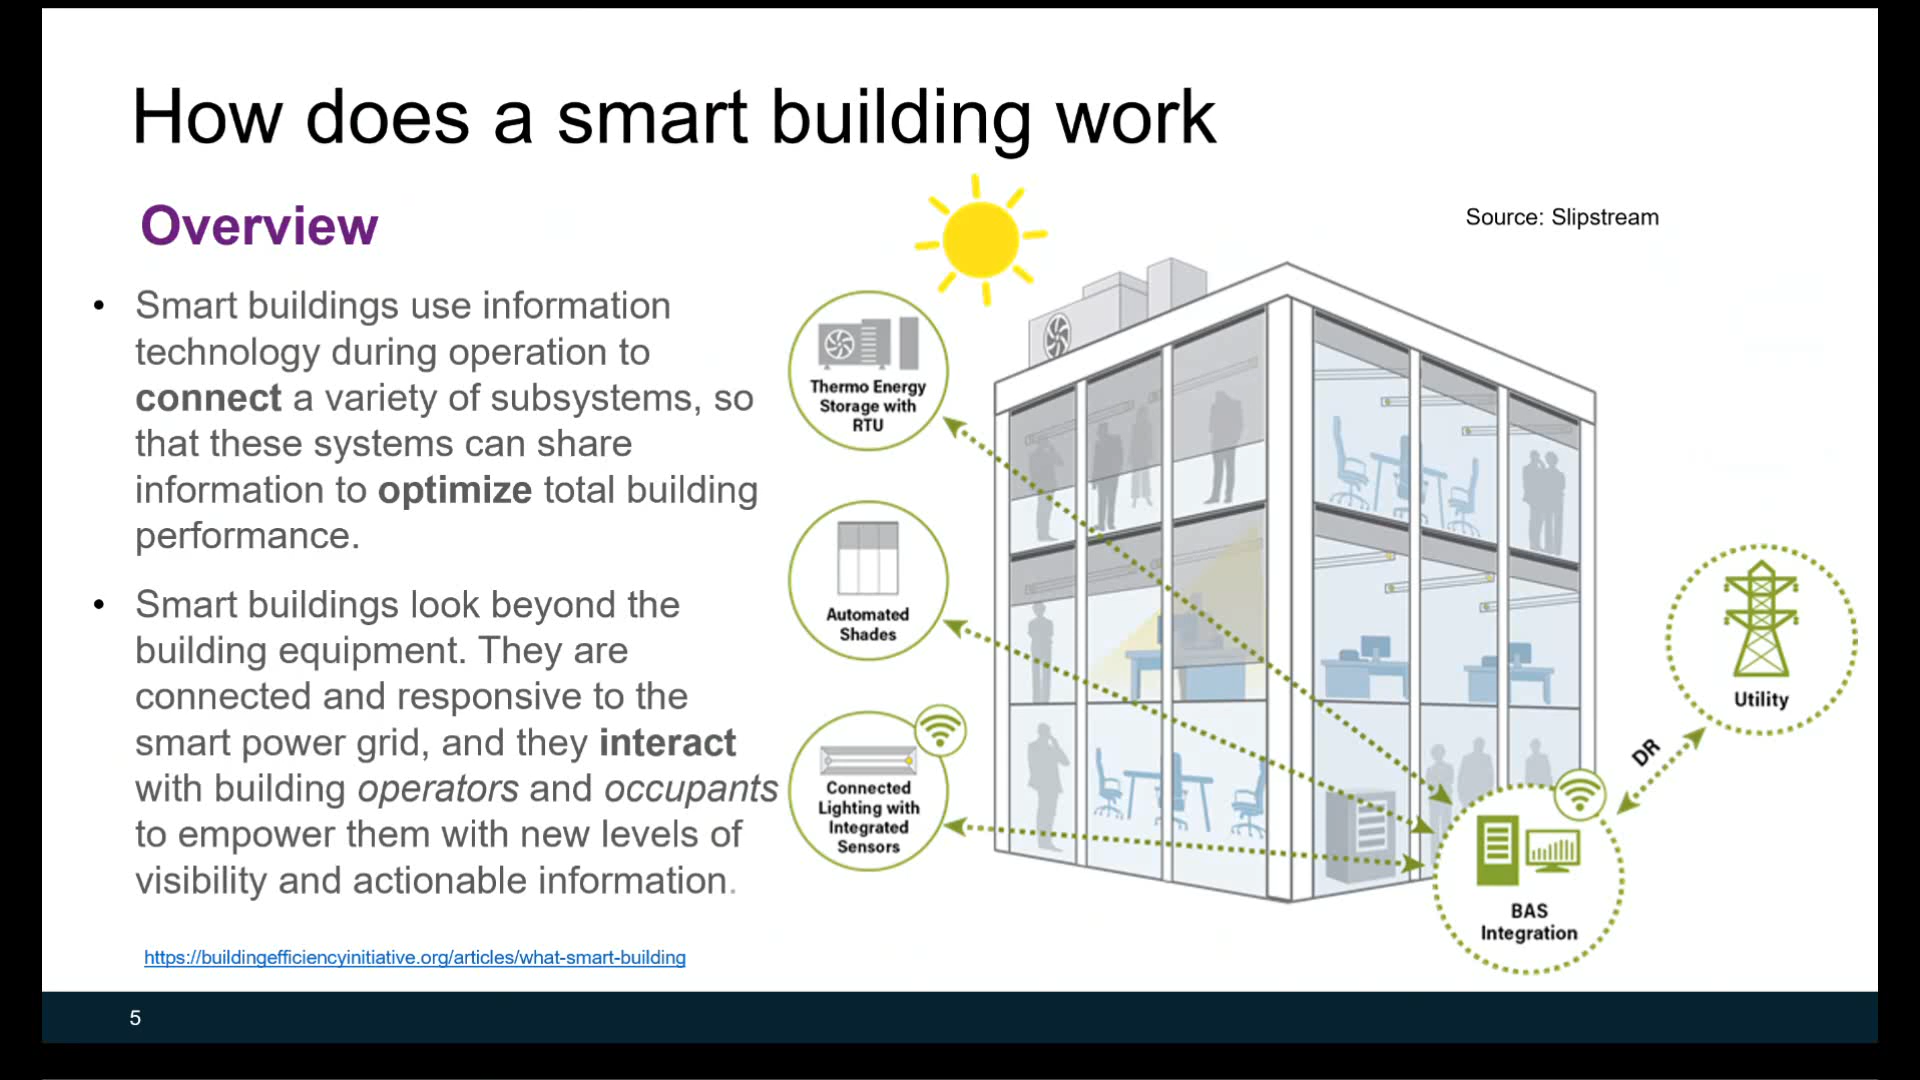 How does a smart building work
Overview
Source: Slipstream
• Smart buildings use information
technology during operation to
connect a variety of subsystems, so
that these systems can share
information to optimize total building
performance.
• Smart buildings look beyond the
building equipment. They are
connected and responsive to the
smart power grid, and they interact
with building operators and occupants
to empower them with new levels of
visibility and actionable information.
https://buildingefficiencyinitiative.org/articles/what-smart-building
Thermo Energy
Storage with
RTU
Automated
Shades
Connected
Lighting with
Integrated
Sensors
Utility
DR
BAS
Integration
5